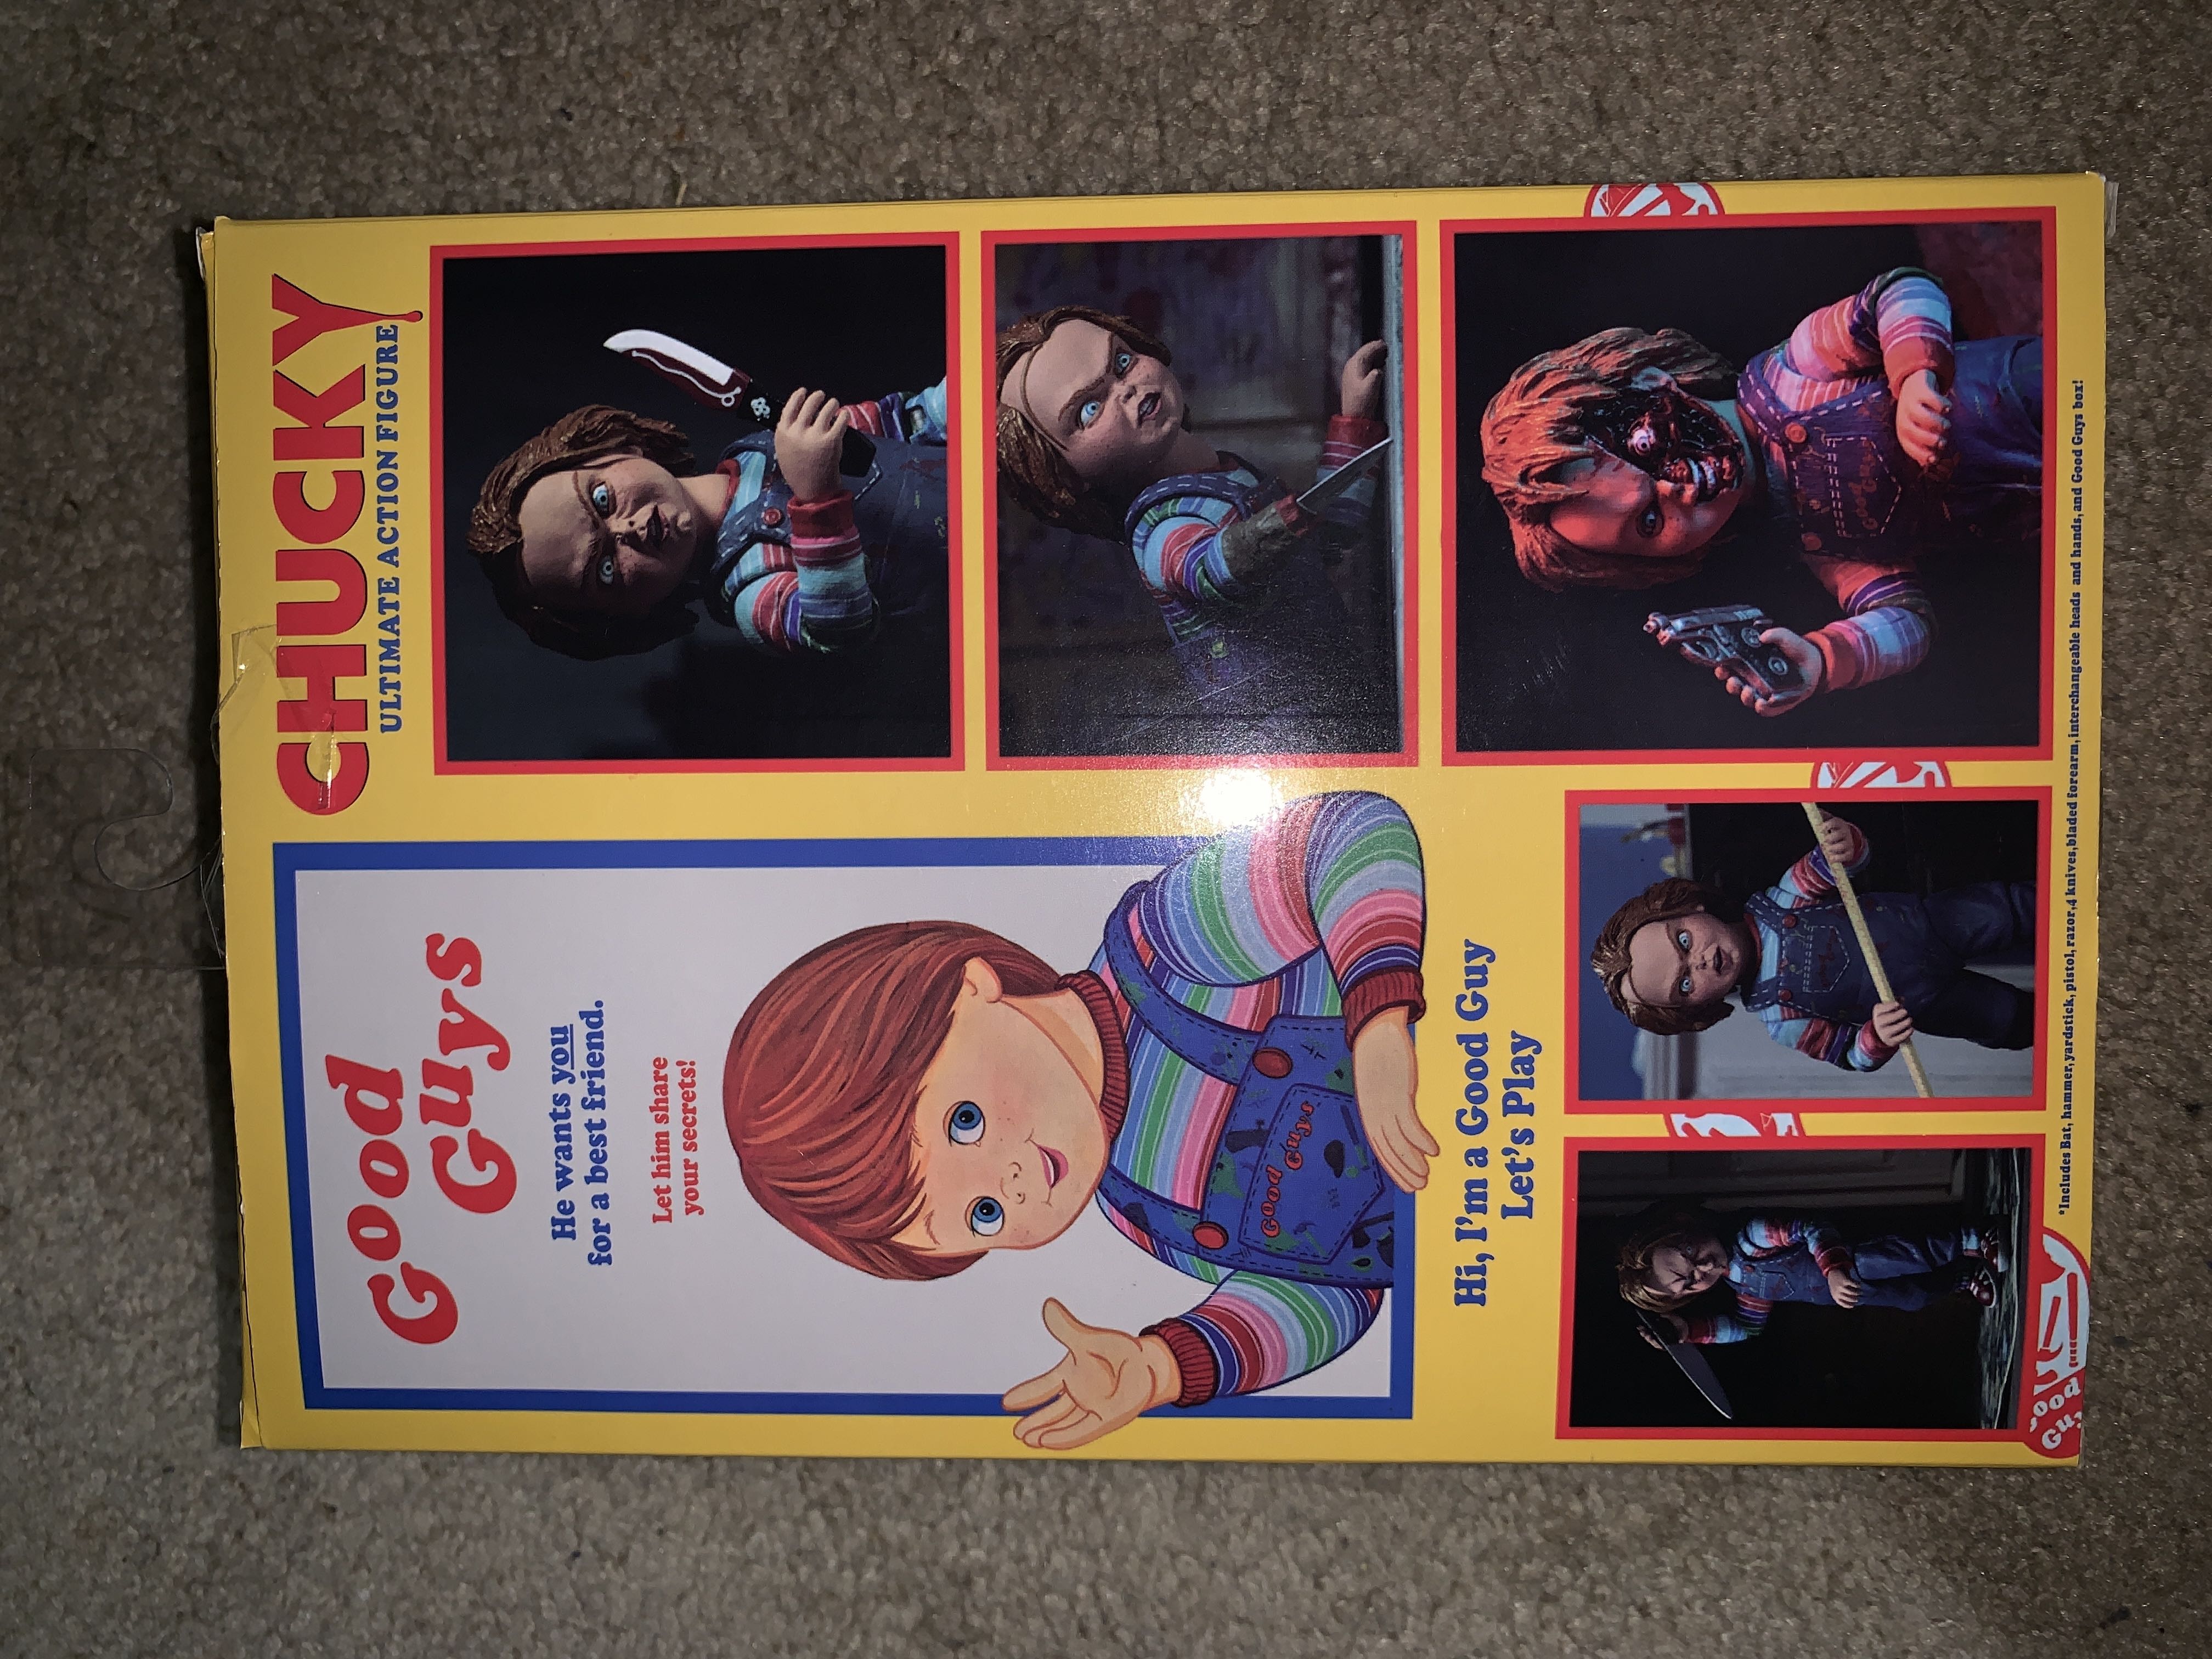 CHUCKY
ULTIMATE ACTION FIGURE
Good
Guys
He wants you
for a best friend.
Let him share
your secrets!
Good Guys
Hi, I'm a Good Guy
Let's Play
*Includes Bat, hammer, yardstick, pistol, razor, 4 knives, bladed forearm, interchangeable heads and hands, and Good Guys box!